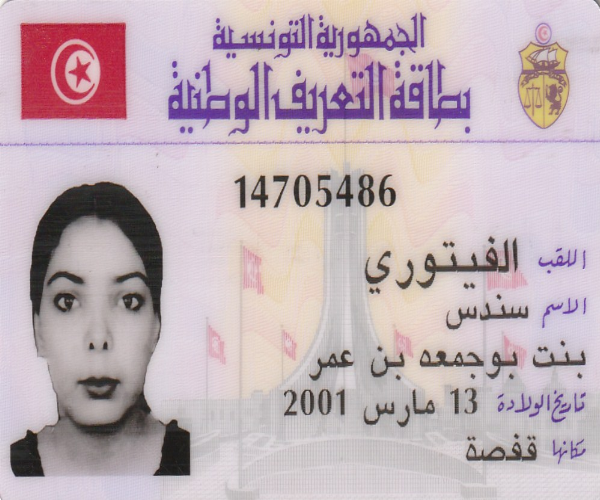 الجمهورية التونسية
بطاقة التعريف الوطنية
14705486
اللقب الفيتوري
الاسم سندس
بنت بوجمعه بن عمر
تاريخ الولادة 13 مارس 2001
مكانها قفصة